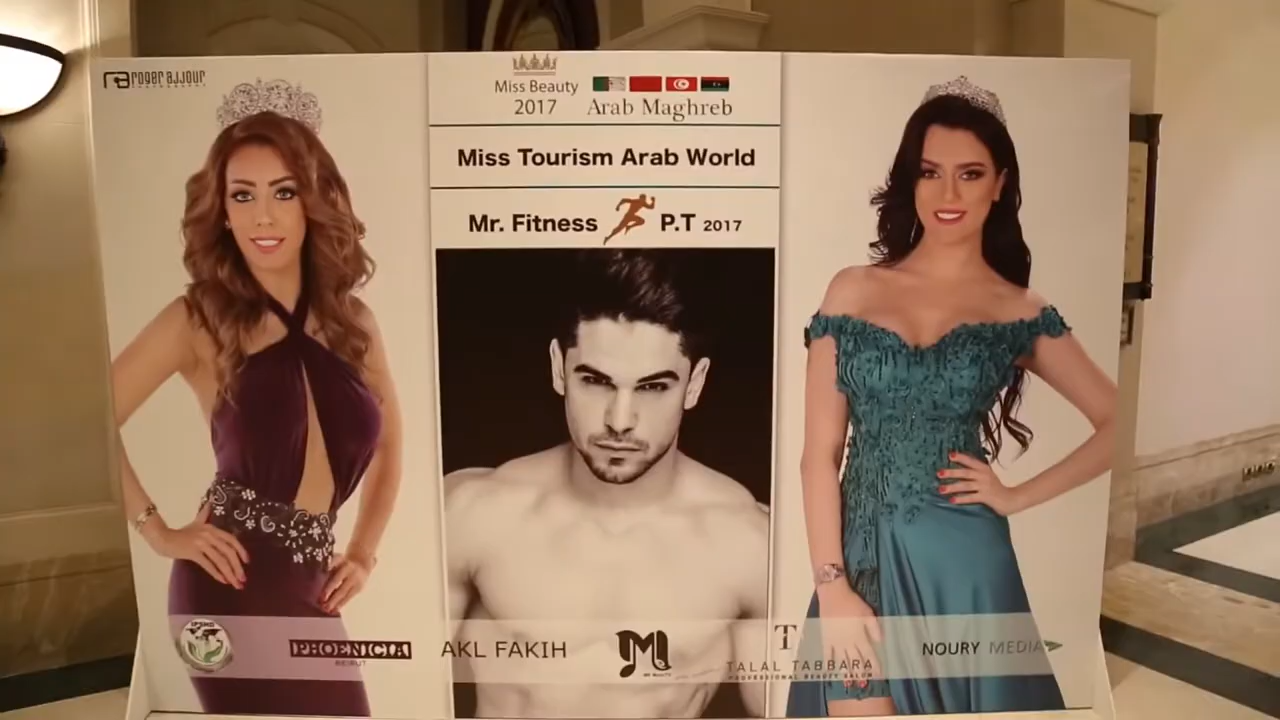 roger ajjour
PHOTOGRAPHY
Miss Beauty
2017
Arab Maghreb
Miss Tourism Arab World
Mr. Fitness P.T 2017
PHOENICIA
BEIRUT
AKL FAKIH
M
T
TALAL TABBARA
PROFESSIONAL BEAUTY SALON
NOURY MEDIA